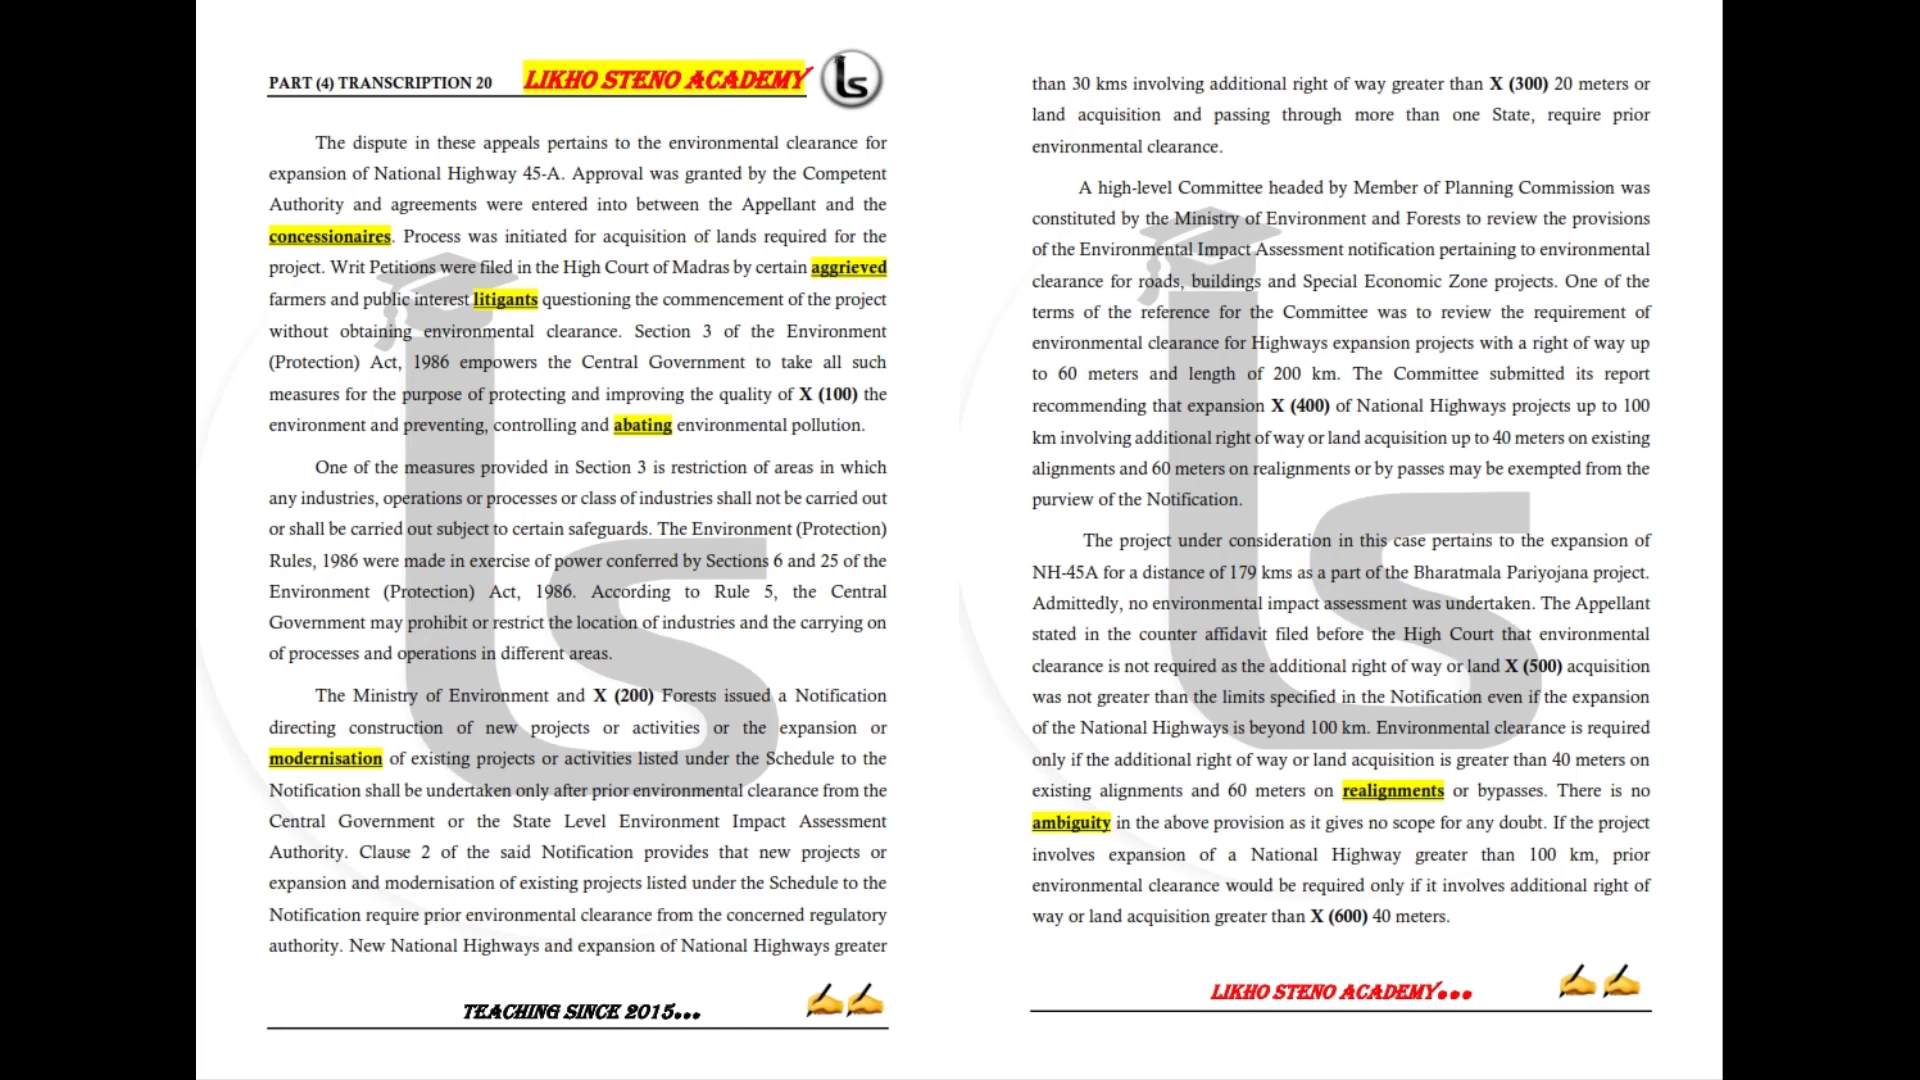 PART (4) TRANSCRIPTION 20 LIKHO STENO ACADEMY ls
The dispute in these appeals pertains to the environmental clearance for
expansion of National Highway 45-A. Approval was granted by the Competent
Authority and agreements were entered into between the Appellant and the
concessionaires. Process was initiated for acquisition of lands required for the
project. Writ Petitions were filed in the High Court of Madras by certain aggrieved
farmers and public interest litigants questioning the commencement of the project
without obtaining environmental clearance. Section 3 of the Environment
(Protection) Act, 1986 empowers the Central Government to take all such
measures for the purpose of protecting and improving the quality of X (100) the
environment and preventing, controlling and abating environmental pollution.
One of the measures provided in Section 3 is restriction of areas in which
any industries, operations or processes or class of industries shall not be carried out
or shall be carried out subject to certain safeguards. The Environment (Protection)
Rules, 1986 were made in exercise of power conferred by Sections 6 and 25 of the
Environment (Protection) Act, 1986. According to Rule 5, the Central
Government may prohibit or restrict the location of industries and the carrying on
of processes and operations in different areas.
The Ministry of Environment and X (200) Forests issued a Notification
directing construction of new projects or activities or the expansion or
modernisation of existing projects or activities listed under the Schedule to the
Notification shall be undertaken only after prior environmental clearance from the
Central Government or the State Level Environment Impact Assessment
Authority. Clause 2 of the said Notification provides that new projects or
expansion and modernisation of existing projects listed under the Schedule to the
Notification require prior environmental clearance from the concerned regulatory
authority. New National Highways and expansion of National Highways greater
TEACHING SINCE 2015...
than 30 kms involving additional right of way greater than X (300) 20 meters or
land acquisition and passing through more than one State, require prior
environmental clearance.
A high-level Committee headed by Member of Planning Commission was
constituted by the Ministry of Environment and Forests to review the provisions
of the Environmental Impact Assessment notification pertaining to environmental
clearance for roads, buildings and Special Economic Zone projects. One of the
terms of the reference for the Committee was to review the requirement of
environmental clearance for Highways expansion projects with a right of way up
to 60 meters and length of 200 km. The Committee submitted its report
recommending that expansion X (400) of National Highways projects up to 100
km involving additional right of way or land acquisition up to 40 meters on existing
alignments and 60 meters on realignments or by passes may be exempted from the
purview of the Notification.
The project under consideration in this case pertains to the expansion of
NH-45A for a distance of 179 kms as a part of the Bharatmala Pariyojana project.
Admittedly, no environmental impact assessment was undertaken. The Appellant
stated in the counter affidavit filed before the High Court that environmental
clearance is not required as the additional right of way or land X (500) acquisition
was not greater than the limits specified in the Notification even if the expansion
of the National Highways is beyond 100 km. Environmental clearance is required
only if the additional right of way or land acquisition is greater than 40 meters on
existing alignments and 60 meters on realignments or bypasses. There is no
ambiguity in the above provision as it gives no scope for any doubt. If the project
involves expansion of a National Highway greater than 100 km, prior
environmental clearance would be required only if it involves additional right of
way or land acquisition greater than X (600) 40 meters.
LIKHO STENO ACADEMY...